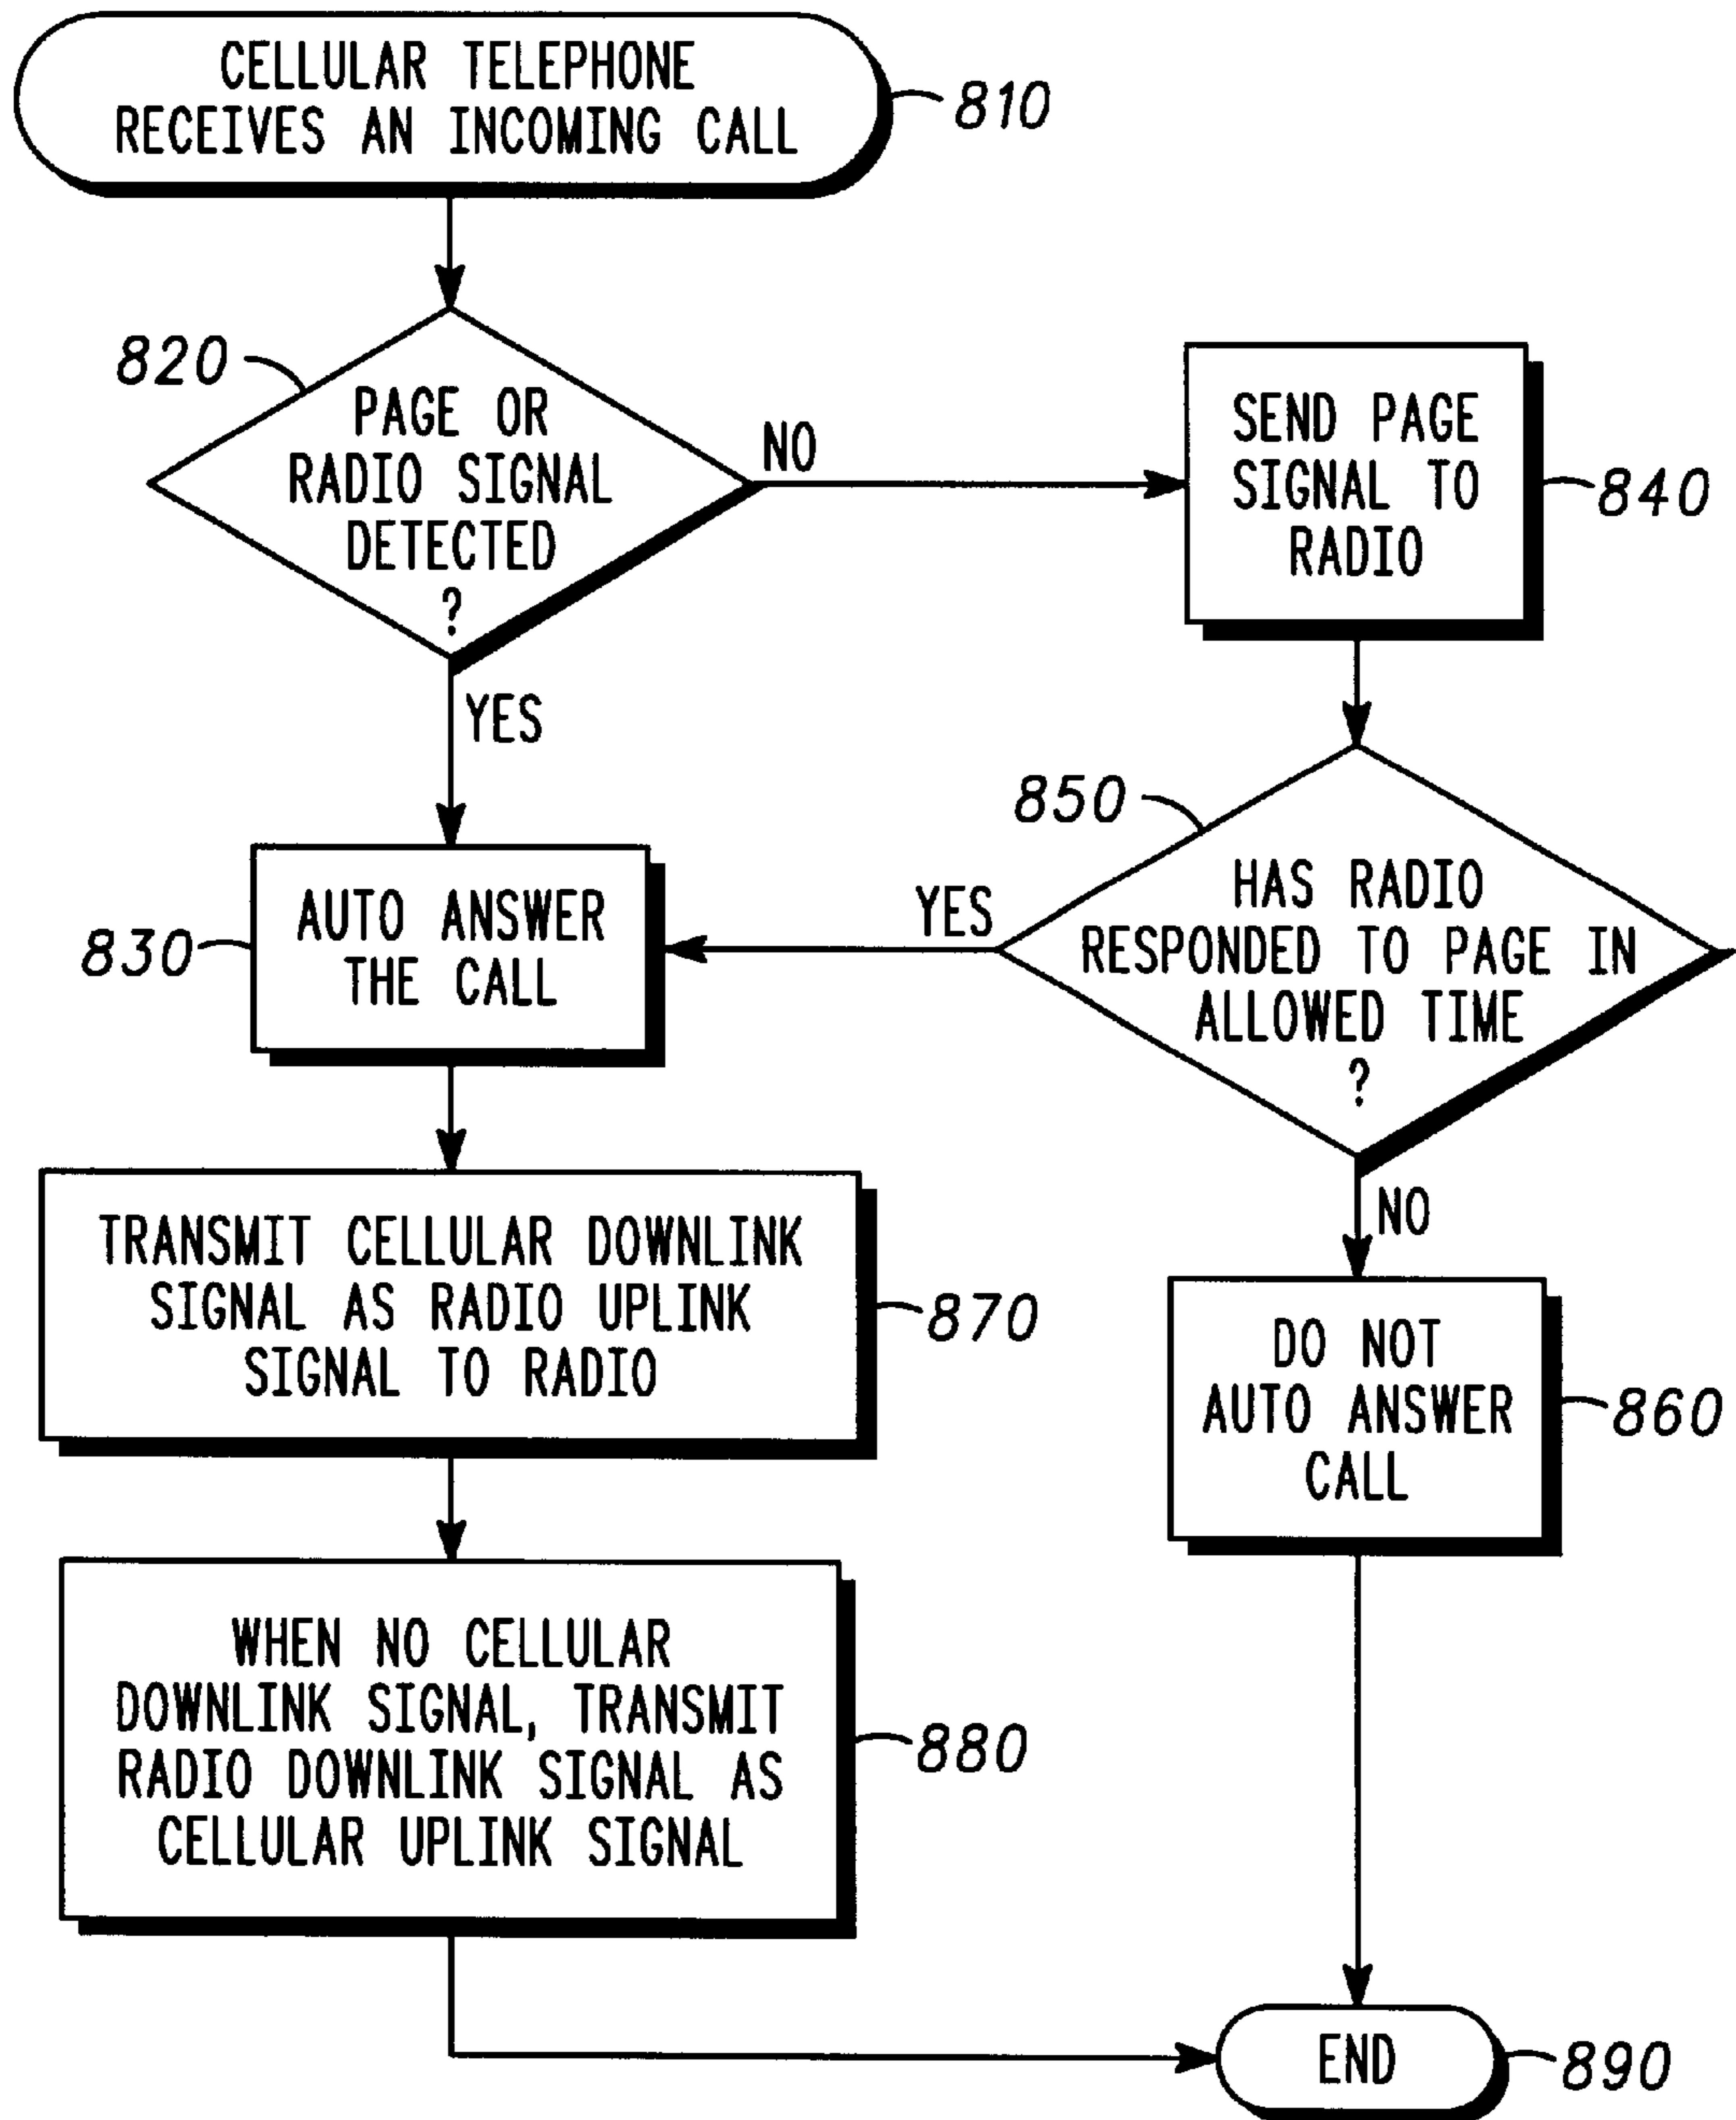 CELLULAR TELEPHONE
RECEIVES AN INCOMING CALL
810
820
PAGE OR
RADIO SIGNAL
DETECTED
?
NO
YES
SEND PAGE
SIGNAL TO
RADIO
840
850
HAS RADIO
RESPONDED TO PAGE IN
ALLOWED TIME
?
YES
NO
830
AUTO ANSWER
THE CALL
TRANSMIT CELLULAR DOWNLINK
SIGNAL AS RADIO UPLINK
SIGNAL TO RADIO
870
DO NOT
AUTO ANSWER
CALL
860
WHEN NO CELLULAR
DOWNLINK SIGNAL, TRANSMIT
RADIO DOWNLINK SIGNAL AS
CELLULAR UPLINK SIGNAL
880
END
890